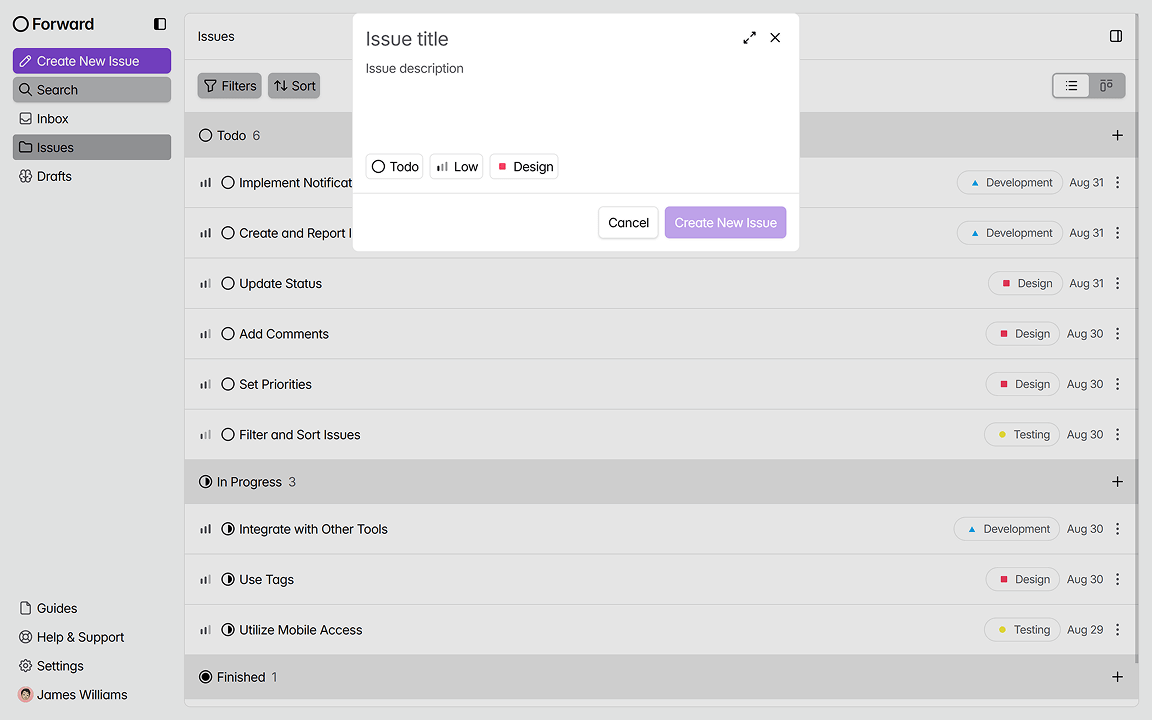 Forward
Create New Issue
Search
Inbox
Issues
Drafts
Guides
Help & Support
Settings
James Williams
Issues
Filters
Sort
Issue title
Issue description
Todo
Low
Design
Cancel
Create New Issue
Todo 6
Implement Notificat
Development
Aug 31
Create and Report I
Development
Aug 31
Update Status
Design
Aug 31
Add Comments
Design
Aug 30
Set Priorities
Design
Aug 30
Filter and Sort Issues
Testing
Aug 30
In Progress 3
Integrate with Other Tools
Development
Aug 30
Use Tags
Design
Aug 30
Utilize Mobile Access
Testing
Aug 29
Finished 1